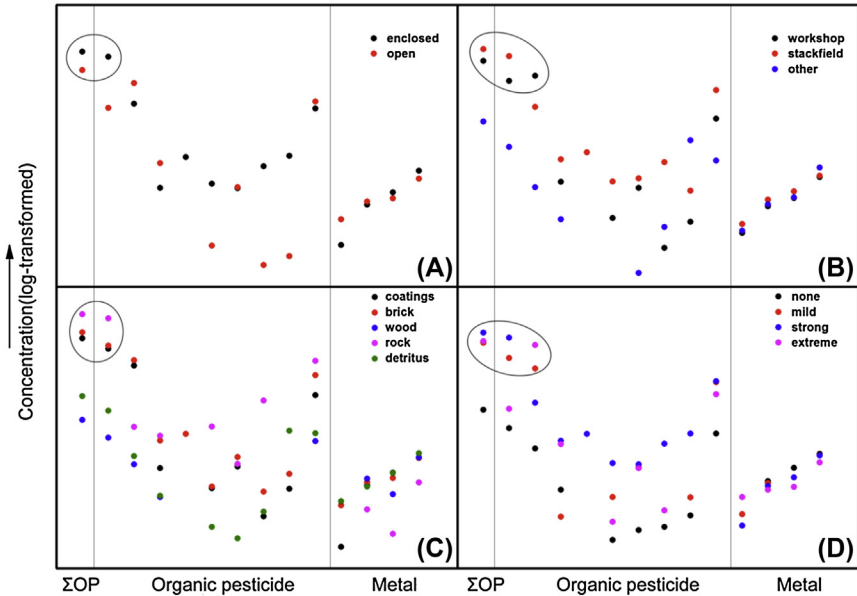 enclosed
open
(A)
workshop
stackfield
other
(B)
Concentration(log-transformed)
coatings
brick
wood
rock
detritus
(C)
none
mild
strong
extreme
(D)
ΣOP Organic pesticide Metal
ΣOP Organic pesticide Metal